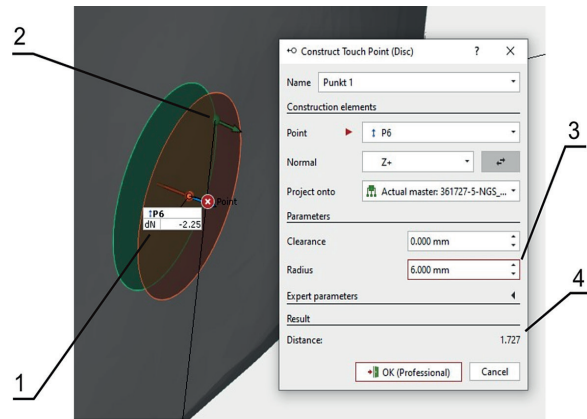 2
1
3
4
Point
P6
dN -2.25
Construct Touch Point (Disc)
?
Name Punkt 1
Construction elements
Point P6
Normal Z+
Project onto Actual master: 361727-5-NGS_...
Parameters
Clearance 0.000 mm
Radius 6.000 mm
Expert parameters
Result
Distance: 1.727
OK (Professional) Cancel